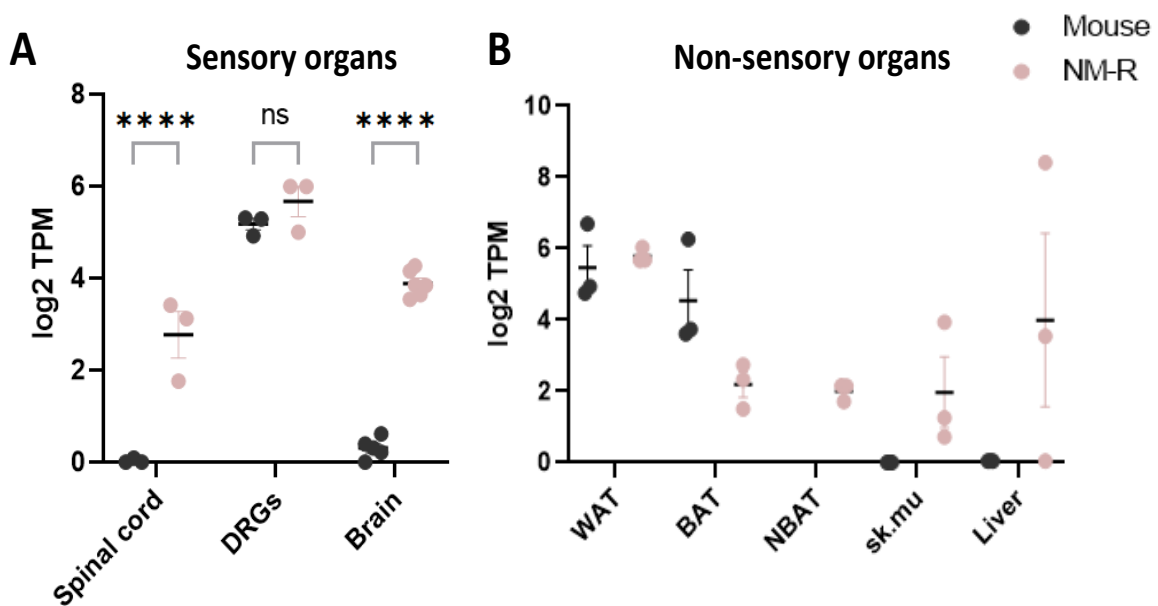 A
Sensory organs
log2 TPM
8
6
4
2
0
****
ns
****
Spinal cord
DRGs
Brain
B
Non-sensory organs
Mouse
NM-R
log2 TPM
10
8
6
4
2
0
WAT
BAT
NBAT
sk.mu
Liver